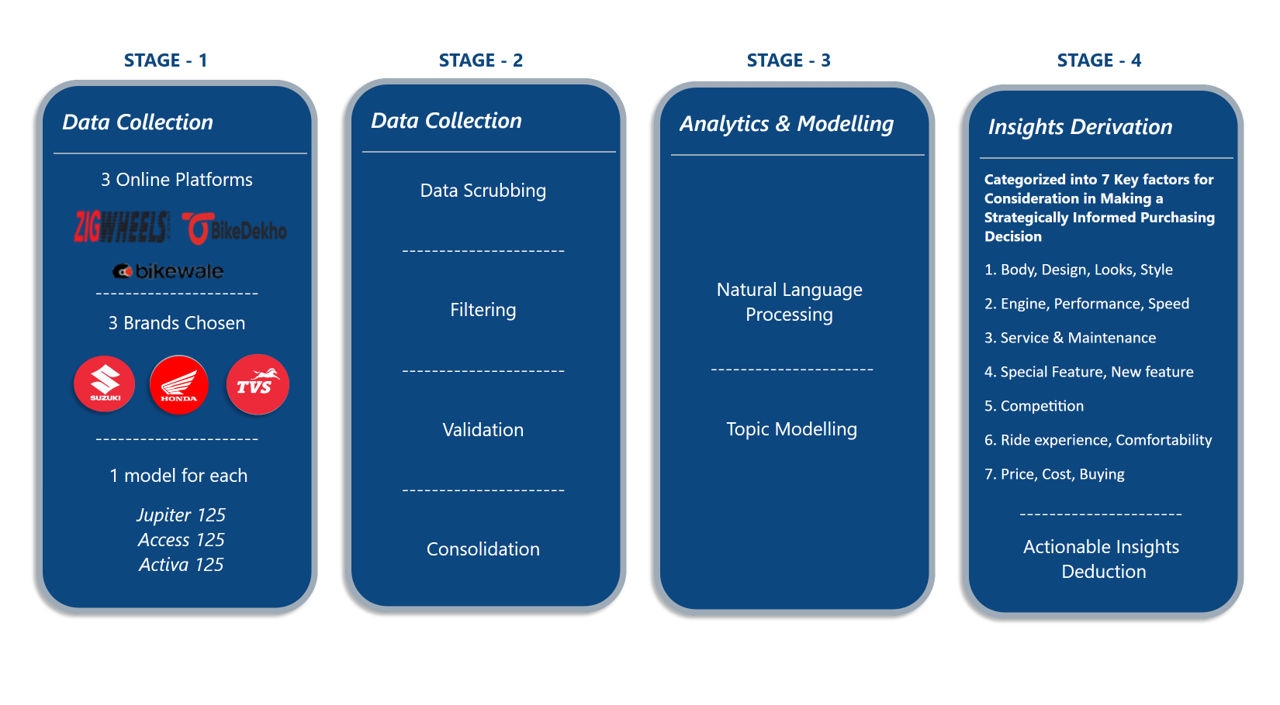 STAGE - 1
Data Collection
3 Online Platforms
ZIGWHEELS
BikeDekho
bikewale
3 Brands Chosen
SUZUKI
HONDA
TVS
1 model for each
Jupiter 125
Access 125
Activa 125
STAGE - 2
Data Collection
Data Scrubbing
Filtering
Validation
Consolidation
STAGE - 3
Analytics & Modelling
Natural Language
Processing
Topic Modelling
STAGE - 4
Insights Derivation
Categorized into 7 Key factors for
Consideration in Making a
Strategically Informed Purchasing
Decision
1. Body, Design, Looks, Style
2. Engine, Performance, Speed
3. Service & Maintenance
4. Special Feature, New feature
5. Competition
6. Ride experience, Comfortability
7. Price, Cost, Buying
Actionable Insights
Deduction